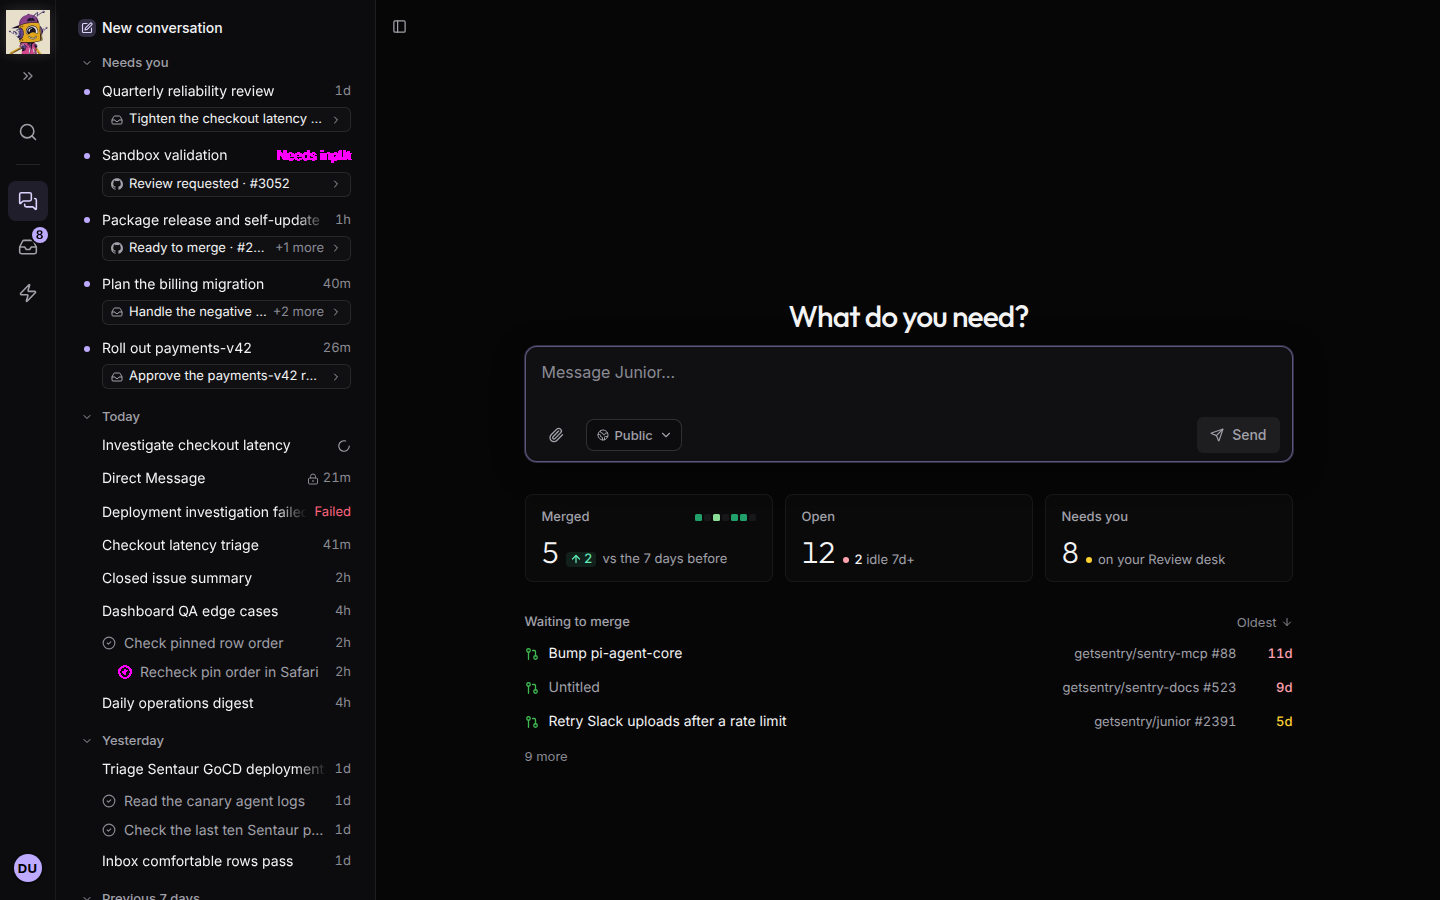 New conversation
Needs you
Quarterly reliability review 1d
Tighten the checkout latency ...
Sandbox validation Needs
Review requested · #3052
Package release and self-update 1h
Ready to merge · #2... +1 more
Plan the billing migration 40m
Handle the negative ... +2 more
Roll out payments-v42 26m
Approve the payments-v42 r...
Today
Investigate checkout latency
Direct Message 21m
Deployment investigation failed Failed
Checkout latency triage 41m
Closed issue summary 2h
Dashboard QA edge cases 4h
Check pinned row order 2h
Recheck pin order in Safari 2h
Daily operations digest 4h
Yesterday
Triage Sentaur GoCD deployment 1d
Read the canary agent logs 1d
Check the last ten Sentaur p... 1d
Inbox comfortable rows pass 1d
Previous 7 days
8
DU
What do you need?
Message Junior...
Public
Send
Merged
5 2 vs the 7 days before
Open
12 2 idle 7d+
Needs you
8 on your Review desk
Waiting to merge Oldest
Bump pi-agent-core getsentry/sentry-mcp #88 11d
Untitled getsentry/sentry-docs #523 9d
Retry Slack uploads after a rate limit getsentry/junior #2391 5d
9 more